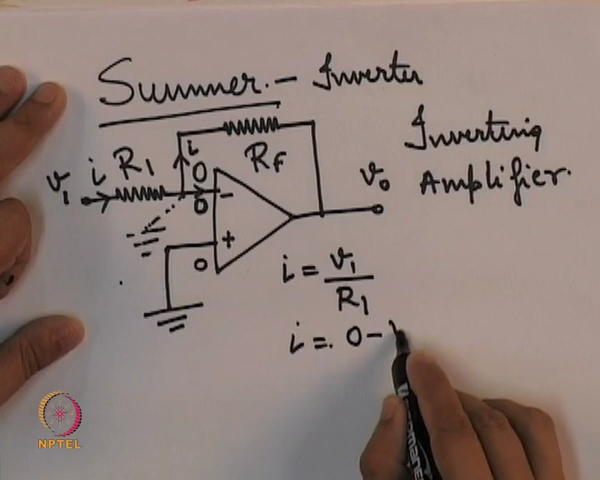 Summer. - Inverter
Inverting
Amplifier.
v1 i R1
i
RF
0
0
-
+
0
v0
i = v1 / R1
i = . 0 -
NPTEL